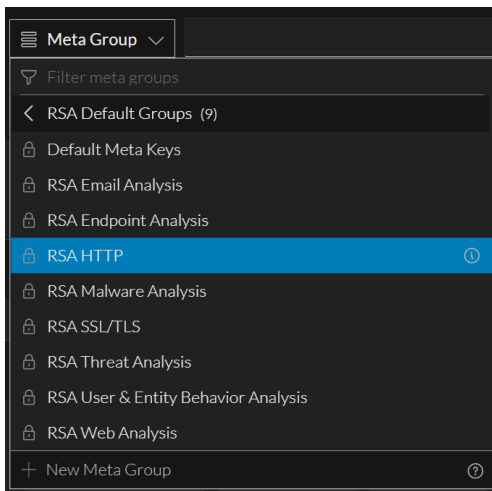 Meta Group
Filter meta groups
RSA Default Groups (9)
Default Meta Keys
RSA Email Analysis
RSA Endpoint Analysis
RSA HTTP
RSA Malware Analysis
RSA SSL/TLS
RSA Threat Analysis
RSA User & Entity Behavior Analysis
RSA Web Analysis
New Meta Group